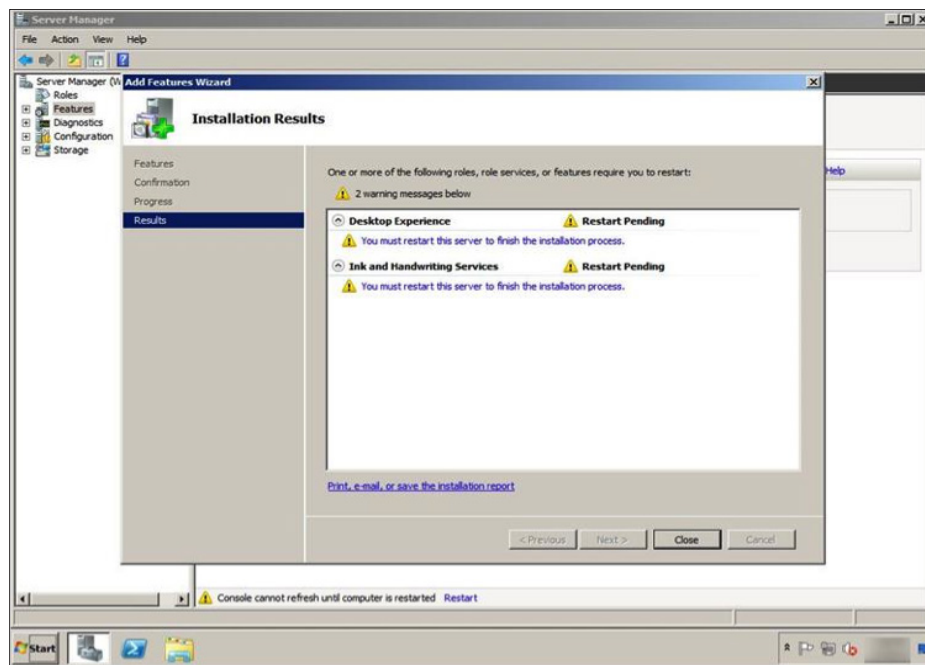 Server Manager
File Action View Help
Server Manager (W
Roles
Features
Diagnostics
Configuration
Storage
Add Features Wizard
Installation Results
Features
Confirmation
Progress
Results
One or more of the following roles, role services, or features require you to restart:
2 warning messages below
Desktop Experience Restart Pending
You must restart this server to finish the installation process.
Ink and Handwriting Services Restart Pending
You must restart this server to finish the installation process.
Print, e-mail, or save the installation report
< Previous Next > Close Cancel
Help
Console cannot refresh until computer is restarted Restart
Start